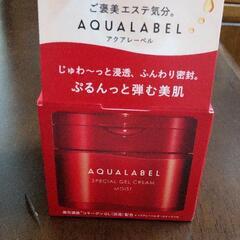 ご褒美エステ気分。
AQUALABEL
アクアレーベル
じゅわ〜っと浸透、ふんわり密封。
ぷるんっと弾む美肌
AQUALABEL
SPECIAL GEL CREAM
MOIST